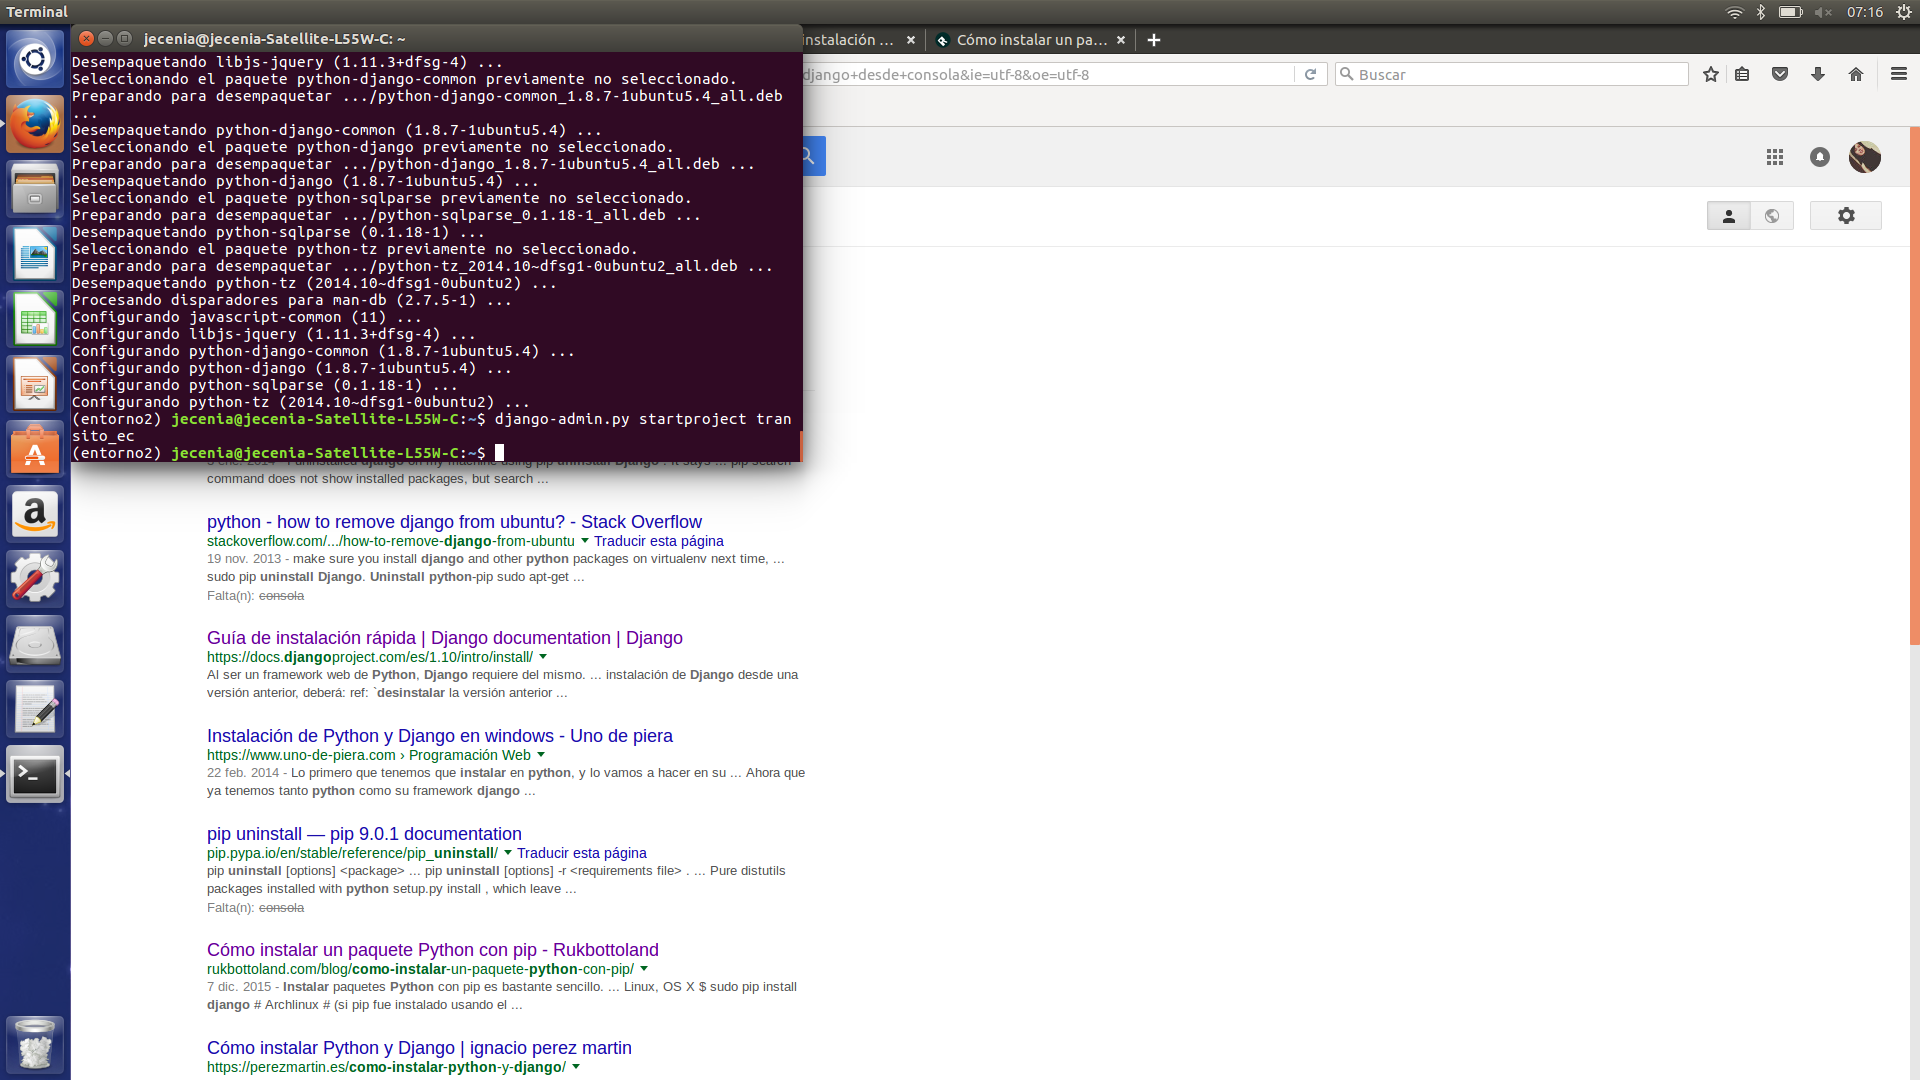 Terminal
07:16
jecenia@jecenia-Satellite-L55W-C: ~
instalación ...
Cómo instalar un pa...
Desempaquetando libjs-jquery (1.11.3+dfsg-4) ...
Seleccionando el paquete python-django-common previamente no seleccionado.
Preparando para desempaquetar .../python-django-common_1.8.7-1ubuntu5.4_all.deb
...
Desempaquetando python-django-common (1.8.7-1ubuntu5.4) ...
Seleccionando el paquete python-django previamente no seleccionado.
Preparando para desempaquetar .../python-django_1.8.7-1ubuntu5.4_all.deb ...
Desempaquetando python-django (1.8.7-1ubuntu5.4) ...
Seleccionando el paquete python-sqlparse previamente no seleccionado.
Preparando para desempaquetar .../python-sqlparse_0.1.18-1_all.deb ...
Desempaquetando python-sqlparse (0.1.18-1) ...
Seleccionando el paquete python-tz previamente no seleccionado.
Preparando para desempaquetar .../python-tz_2014.10~dfsg1-0ubuntu2_all.deb ...
Desempaquetando python-tz (2014.10~dfsg1-0ubuntu2) ...
Procesando disparadores para man-db (2.7.5-1) ...
Configurando javascript-common (11) ...
Configurando libjs-jquery (1.11.3+dfsg-4) ...
Configurando python-django-common (1.8.7-1ubuntu5.4) ...
Configurando python-django (1.8.7-1ubuntu5.4) ...
Configurando python-sqlparse (0.1.18-1) ...
Configurando python-tz (2014.10~dfsg1-0ubuntu2) ...
(entorno2) jecenia@jecenia-Satellite-L55W-C:~$ django-admin.py startproject tran
sito_ec
(entorno2) jecenia@jecenia-Satellite-L55W-C:~$
django+desde+consola&ie=utf-8&oe=utf-8
Buscar
command does not show installed packages, but search ...
python - how to remove django from ubuntu? - Stack Overflow
stackoverflow.com/.../how-to-remove-django-from-ubuntu Traducir esta página
19 nov. 2013 - make sure you install django and other python packages on virtualenv next time, ...
sudo pip uninstall Django. Uninstall python-pip sudo apt-get ...
Falta(n): consola
Guía de instalación rápida | Django documentation | Django
https://docs.djangoproject.com/es/1.10/intro/install/
Al ser un framework web de Python, Django requiere del mismo. ... instalación de Django desde una
versión anterior, deberá: ref: `desinstalar la versión anterior ...
Instalación de Python y Django en windows - Uno de piera
https://www.uno-de-piera.com › Programación Web
22 feb. 2014 - Lo primero que tenemos que instalar en python, y lo vamos a hacer en su ... Ahora que
ya tenemos tanto python como su framework django ...
pip uninstall — pip 9.0.1 documentation
pip.pypa.io/en/stable/reference/pip_uninstall/ Traducir esta página
pip uninstall [options] <package> ... pip uninstall [options] -r <requirements file> . ... Pure distutils
packages installed with python setup.py install , which leave ...
Falta(n): consola
Cómo instalar un paquete Python con pip - Rukbottoland
rukbottoland.com/blog/como-instalar-un-paquete-python-con-pip/
7 dic. 2015 - Instalar paquetes Python con pip es bastante sencillo. ... Linux, OS X $ sudo pip install
django # Archlinux # (si pip fue instalado usando el ...
Cómo instalar Python y Django | ignacio perez martin
https://perezmartin.es/como-instalar-python-y-django/